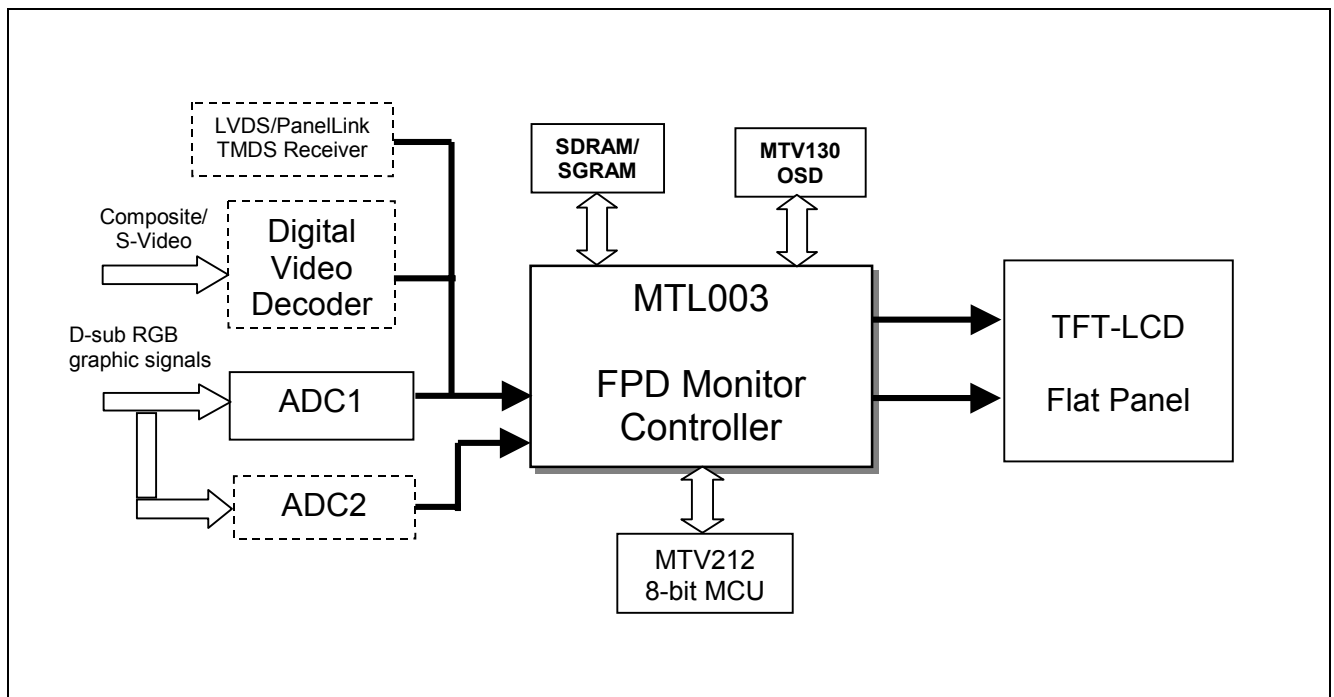 LVDS/PanelLink
TMDS Receiver
SDRAM/
SGRAM
MTV130
OSD
Composite/
S-Video
Digital
Video
Decoder
D-sub RGB
graphic signals
ADC1
ADC2
MTL003
FPD Monitor
Controller
TFT-LCD
Flat Panel
MTV212
8-bit MCU